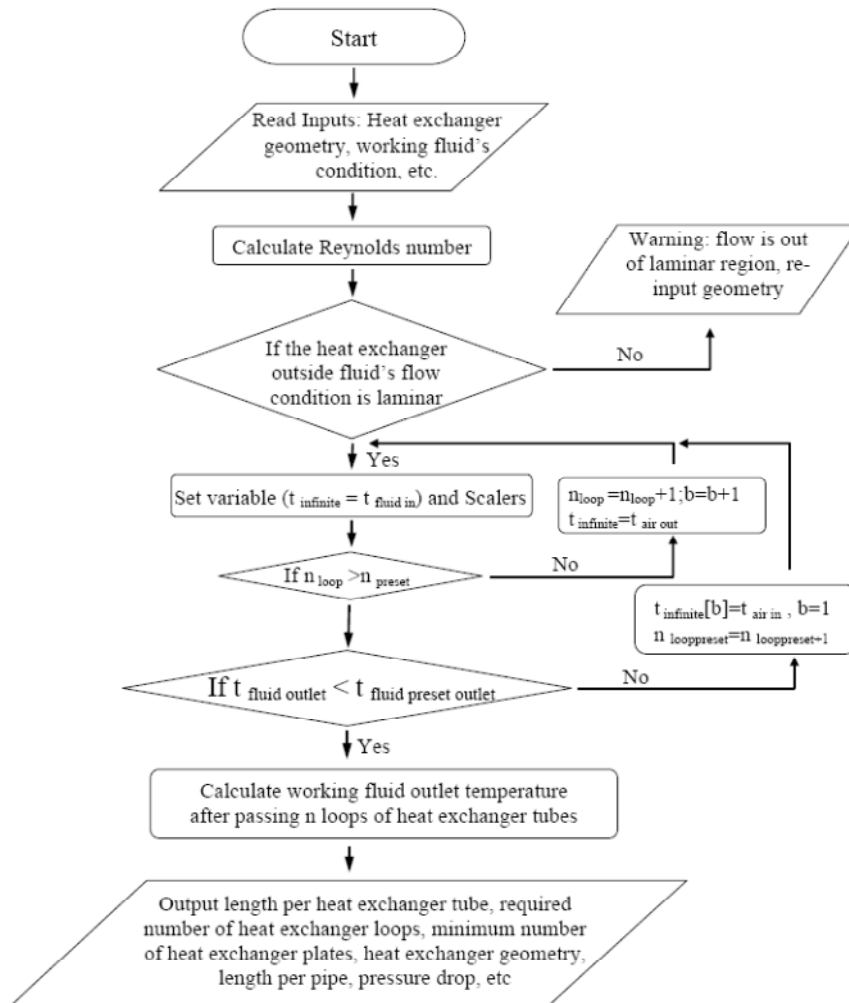 Start
Read Inputs: Heat exchanger
geometry, working fluid's
condition, etc.
Calculate Reynolds number
Warning: flow is out
of laminar region, re-
input geometry
If the heat exchanger
outside fluid's flow
condition is laminar
No
Yes
Set variable (t infinite = t fluid in) and Scalers
n loop =n loop+1;b=b+1
t infinite=t air out
If n loop >n preset
No
t infinite[b]=t air in , b=1
n looppreset=n looppreset+1
If t fluid outlet < t fluid preset outlet
No
Yes
Calculate working fluid outlet temperature
after passing n loops of heat exchanger tubes
Output length per heat exchanger tube, required
number of heat exchanger loops, minimum number
of heat exchanger plates, heat exchanger geometry,
length per pipe, pressure drop, etc